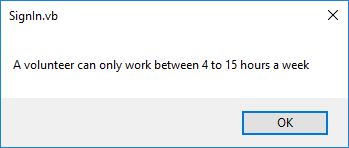 SignIn.vb
A volunteer can only work between 4 to 15 hours a week
OK